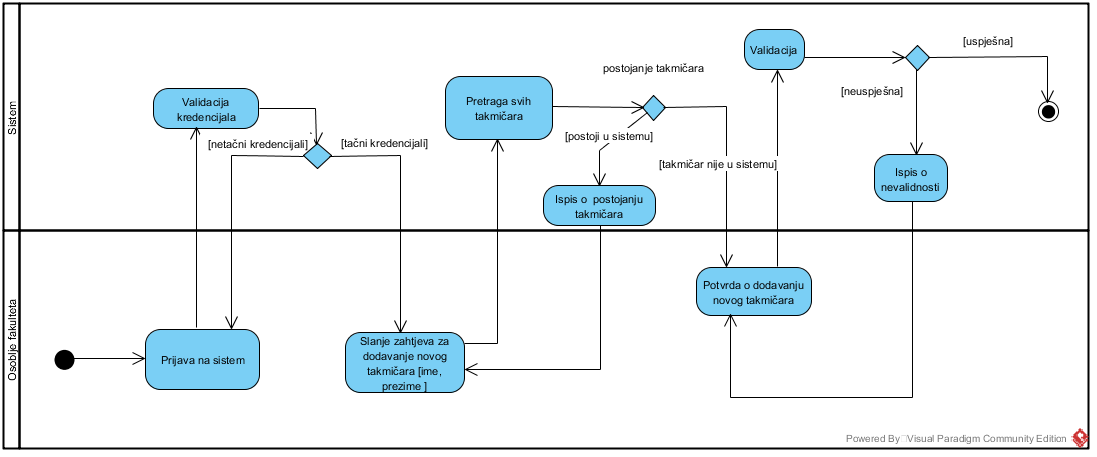 Sistem
Validacija
kredencijala
[netačni kredencijali]
[tačni kredencijali]
Pretraga svih
takmičara
postojanje takmičara
[postoji u sistemu]
[takmičar nije u sistemu]
Ispis o postojanju
takmičara
Validacija
[uspješna]
[neuspješna]
Ispis o
nevalidnosti
Osoblje fakulteta
Prijava na sistem
Slanje zahtjeva za
dodavanje novog
takmičara [ime,
prezime ]
Potvrda o dodavanju
novog takmičara
Powered By Visual Paradigm Community Edition